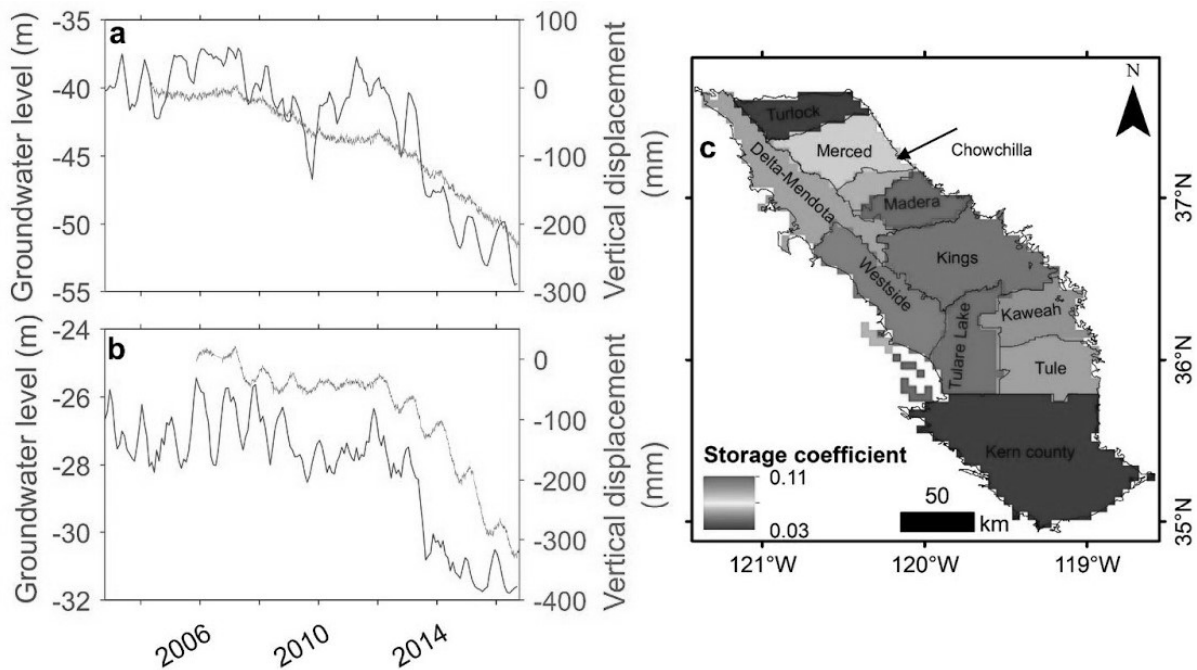 a
Groundwater level (m)
-35
-40
-45
-50
-55
100
0
-100
-200
-300
Vertical displacement
(mm)
b
Groundwater level (m)
-24
-26
-28
-30
-32
0
-100
-200
-300
-400
Vertical displacement
(mm)
2006
2010
2014
c
N
Turlock
Merced
Chowchilla
Delta-Mendota
Madera
Kings
Westside
Tulare Lake
Kaweah
Tule
Kern county
Storage coefficient
0.11
0.03
50
km
37°N
36°N
35°N
121°W
120°W
119°W